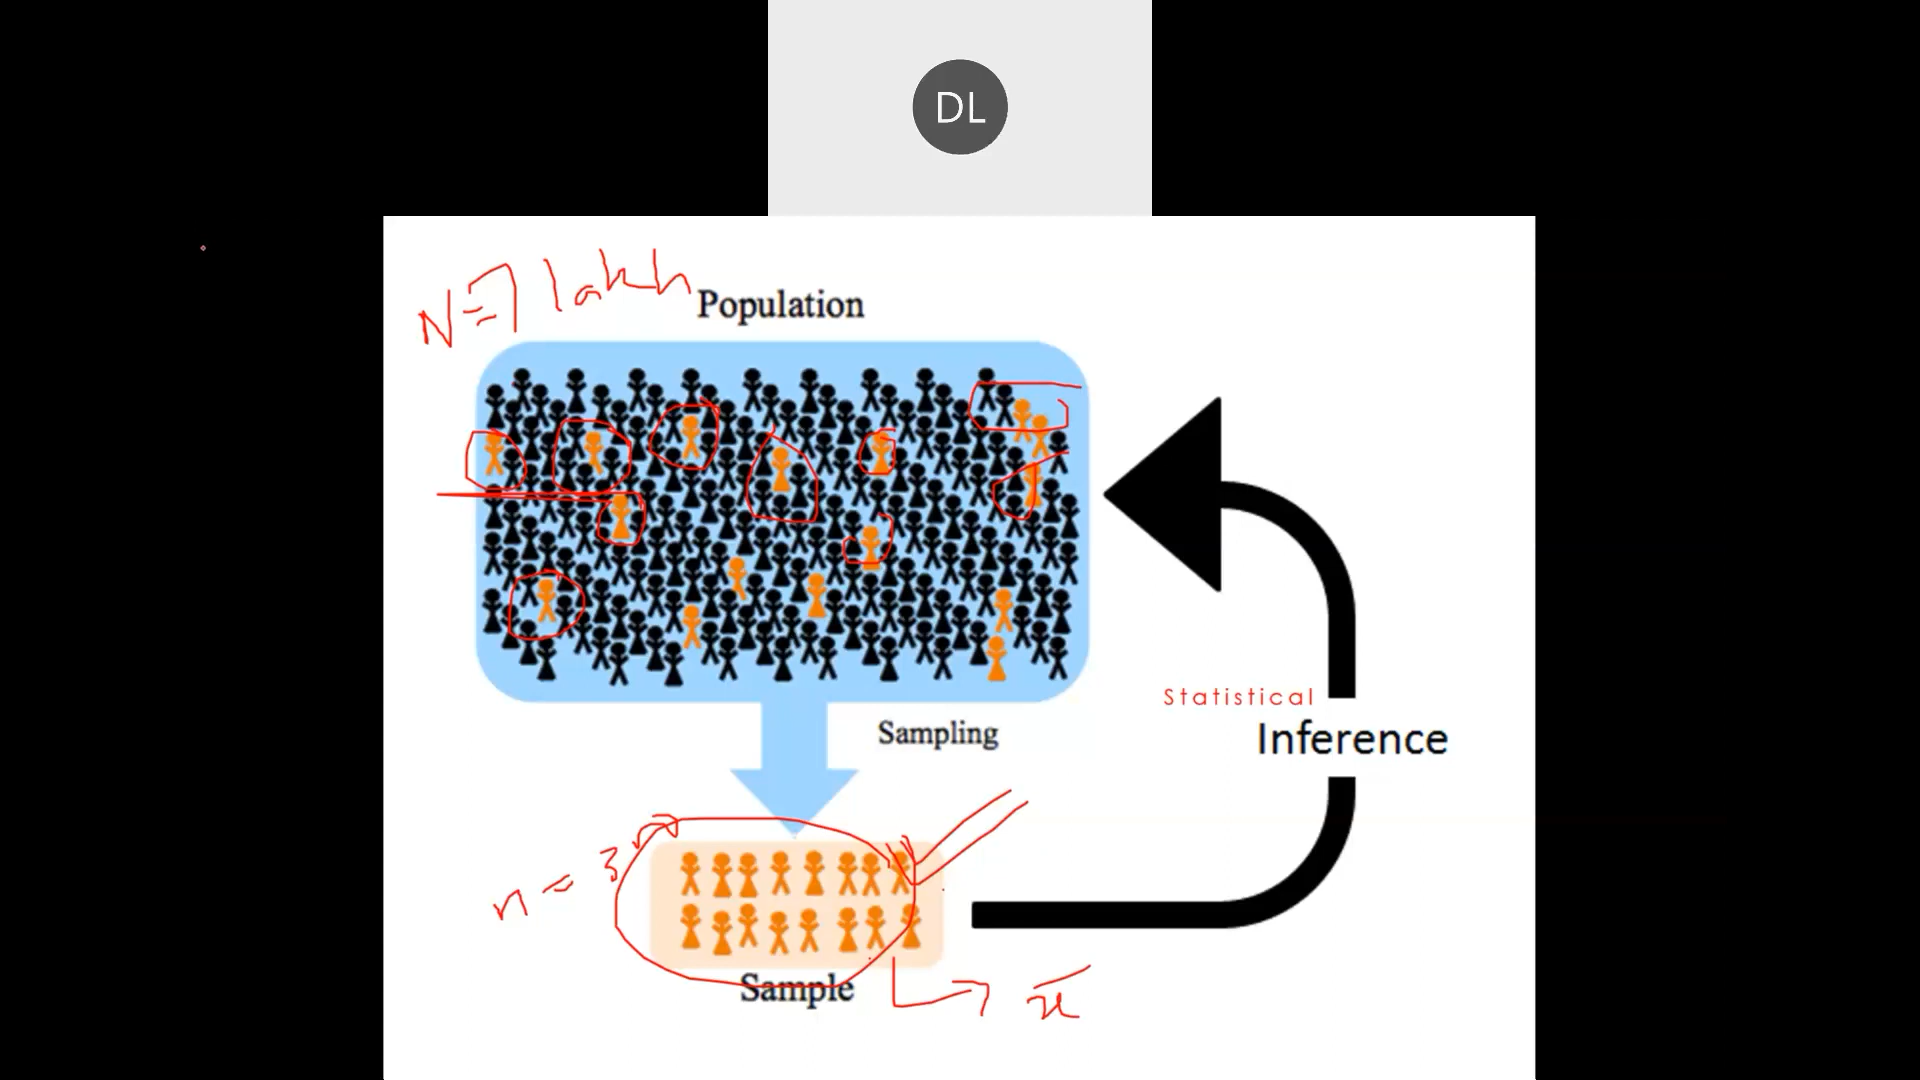 DL
N = 7 lakh
Population
Statistical
Inference
Sampling
n = 3
Sample
x̄